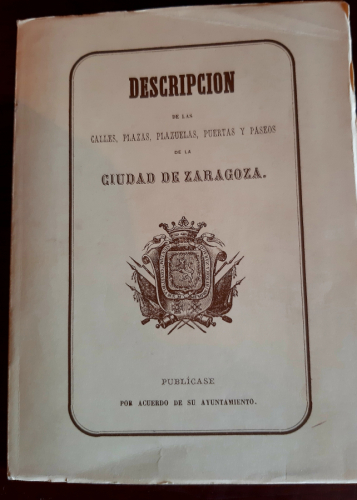 DESCRIPCION
DE LAS
CALLES, PLAZAS, PLAZUELAS, PUERTAS Y PASEOS
DE LA
CIUDAD DE ZARAGOZA.
PUBLÍCASE
POR ACUERDO DE SU AYUNTAMIENTO.